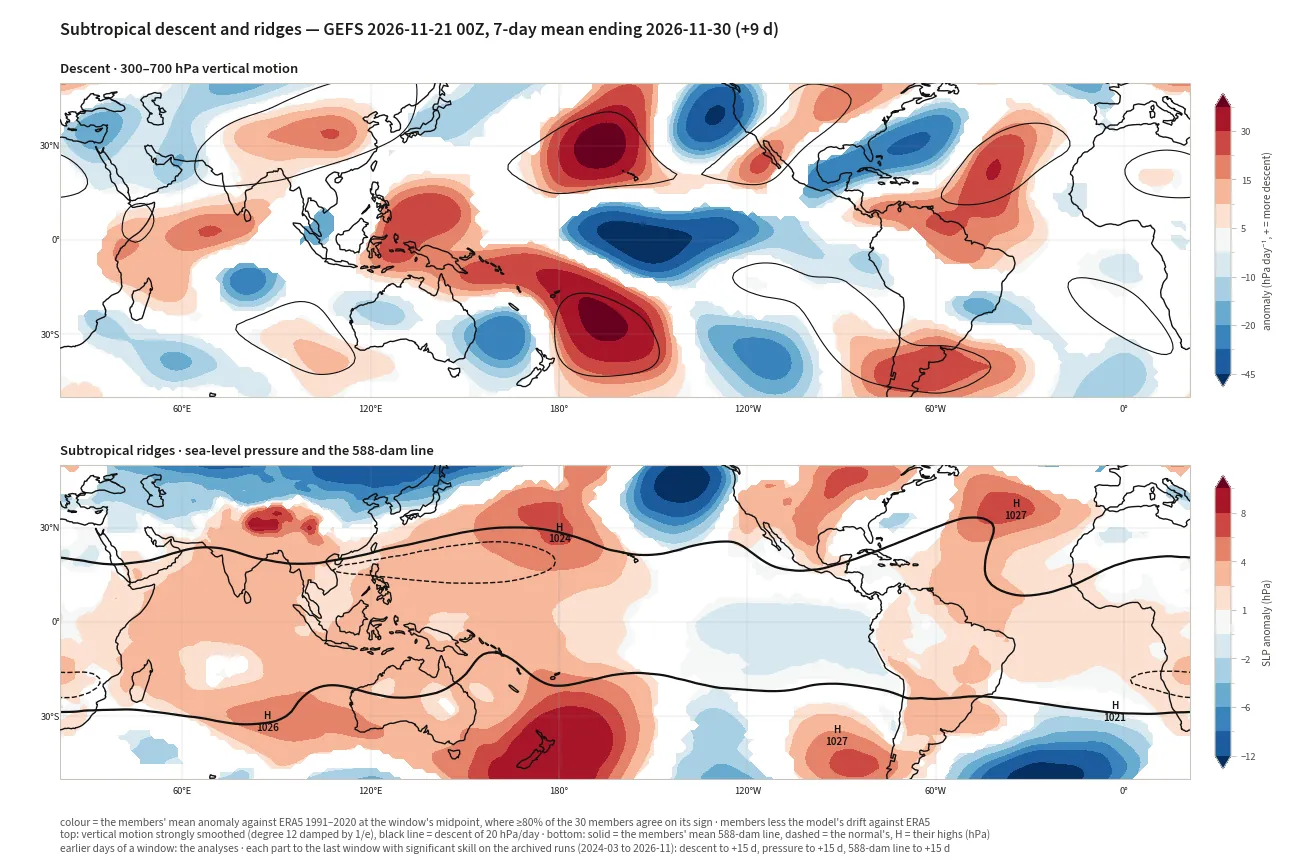 Subtropical descent and ridges — GEFS 2026-11-21 00Z, 7-day mean ending 2026-11-30 (+9 d)
Descent · 300–700 hPa vertical motion
30°N
0°
30°S
60°E
120°E
180°
120°W
60°W
0°
30
15
5
−10
−20
−45
anomaly (hPa day⁻¹, + = more descent)
Subtropical ridges · sea-level pressure and the 588-dam line
30°N
0°
30°S
H
1024
H
1027
H
1026
H
1027
H
1021
60°E
120°E
180°
120°W
60°W
0°
8
4
1
−2
−6
−12
SLP anomaly (hPa)
colour = the members' mean anomaly against ERA5 1991–2020 at the window's midpoint, where ≥80% of the 30 members agree on its sign · members less the model's drift against ERA5
top: vertical motion strongly smoothed (degree 12 damped by 1/e), black line = descent of 20 hPa/day · bottom: solid = the members' mean 588-dam line, dashed = the normal's, H = their highs (hPa)
earlier days of a window: the analyses · each part to the last window with significant skill on the archived runs (2024-03 to 2026-11): descent to +15 d, pressure to +15 d, 588-dam line to +15 d